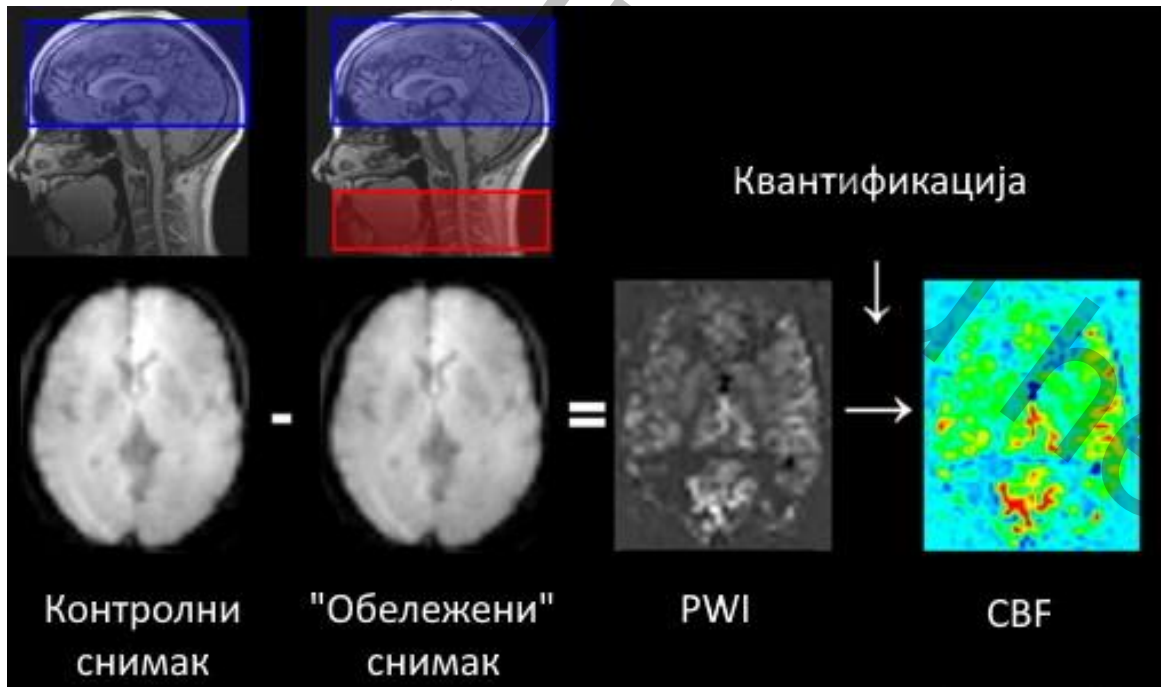 Квантификација
Контролни
снимак
"Обележени"
снимак
PWI
CBF